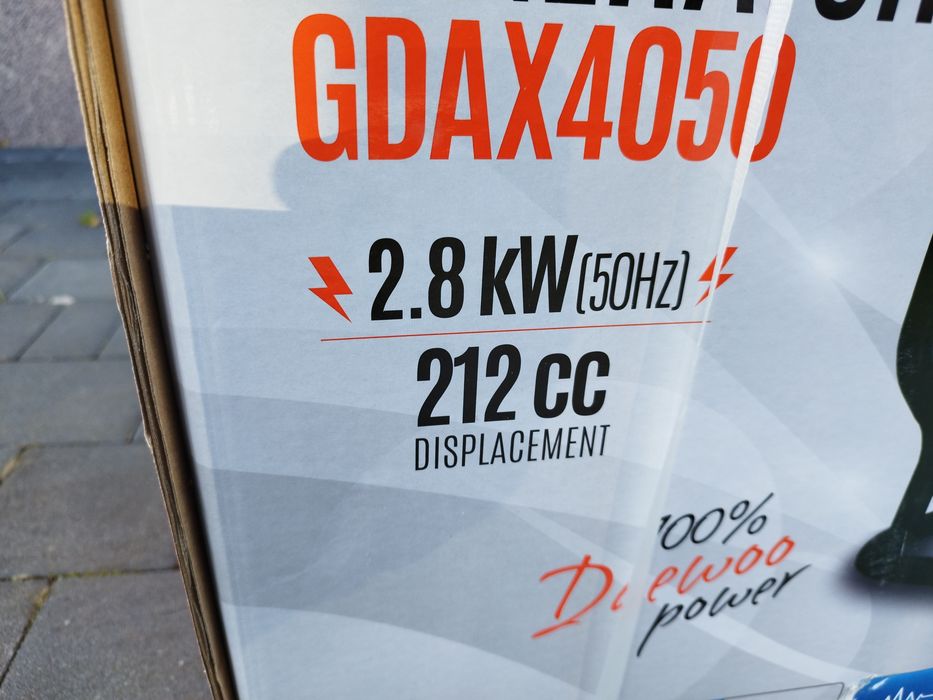 GDAX4050
2.8 kW (50Hz)
212 cc
DISPLACEMENT
100%
Daewoo
power